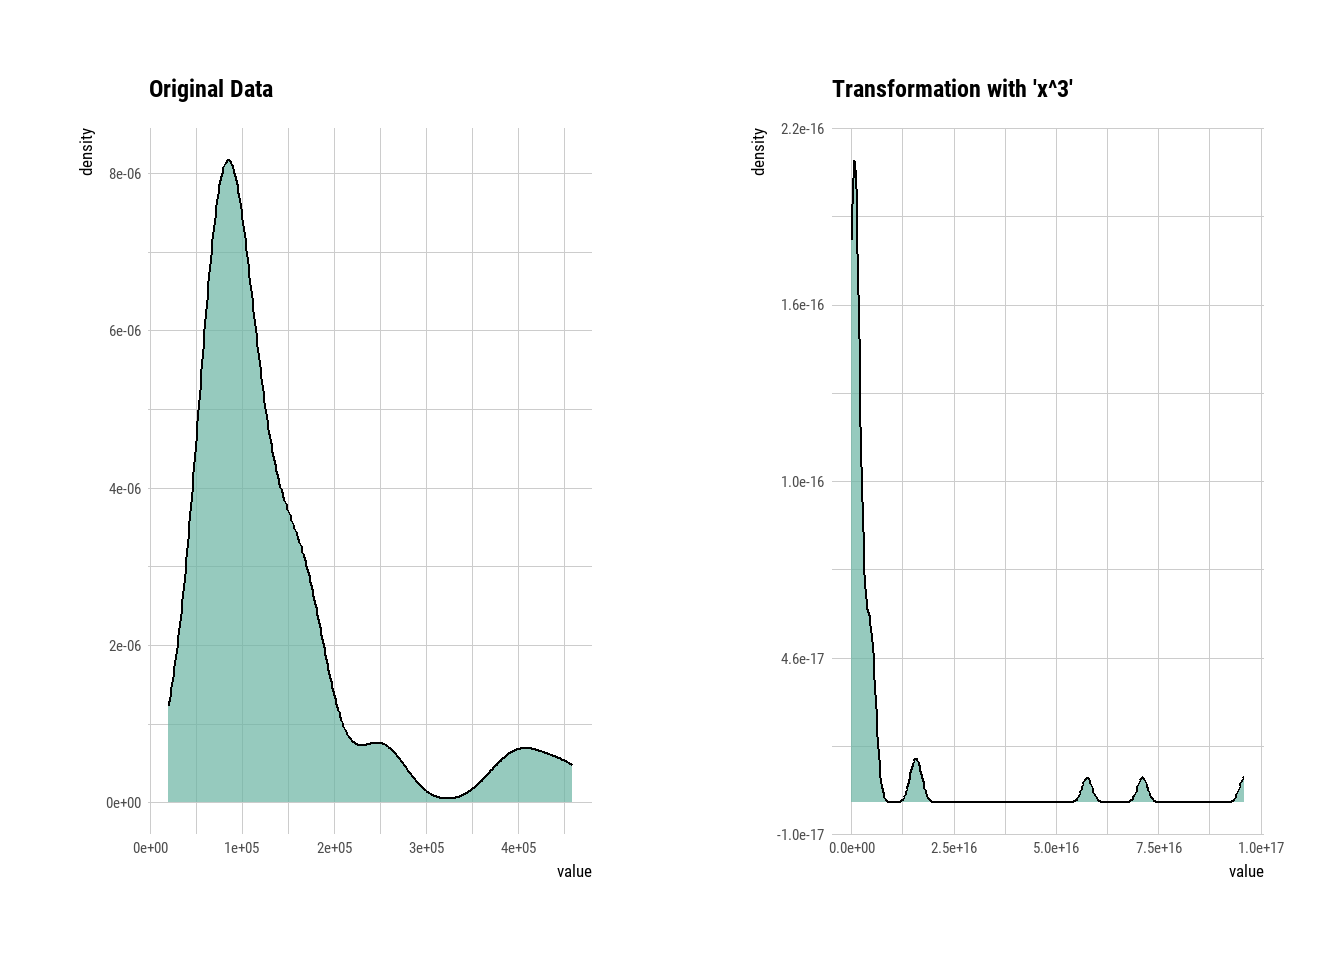 Original Data
density
8e-06
6e-06
4e-06
2e-06
0e+00
0e+00 1e+05 2e+05 3e+05 4e+05
value
Transformation with 'x^3'
density
2.2e-16
1.6e-16
1.0e-16
4.6e-17
-1.0e-17
0.0e+00 2.5e+16 5.0e+16 7.5e+16 1.0e+17
value